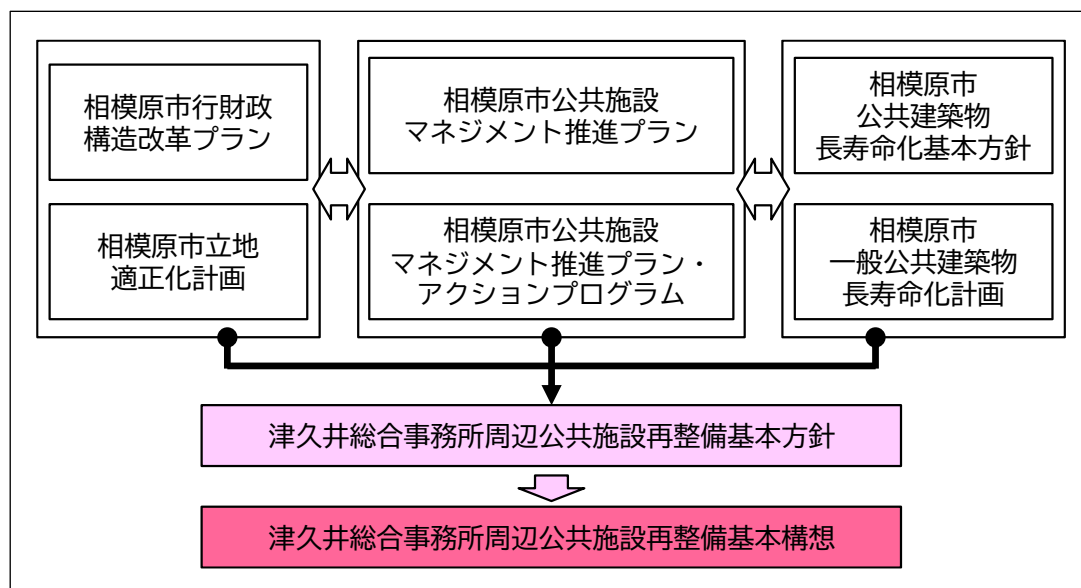 相模原市行財政
構造改革プラン
相模原市立地
適正化計画
相模原市公共施設
マネジメント推進プラン
相模原市公共施設
マネジメント推進プラン・
アクションプログラム
相模原市
公共建築物
長寿命化基本方針
相模原市
一般公共建築物
長寿命化計画
津久井総合事務所周辺公共施設再整備基本方針
津久井総合事務所周辺公共施設再整備基本構想